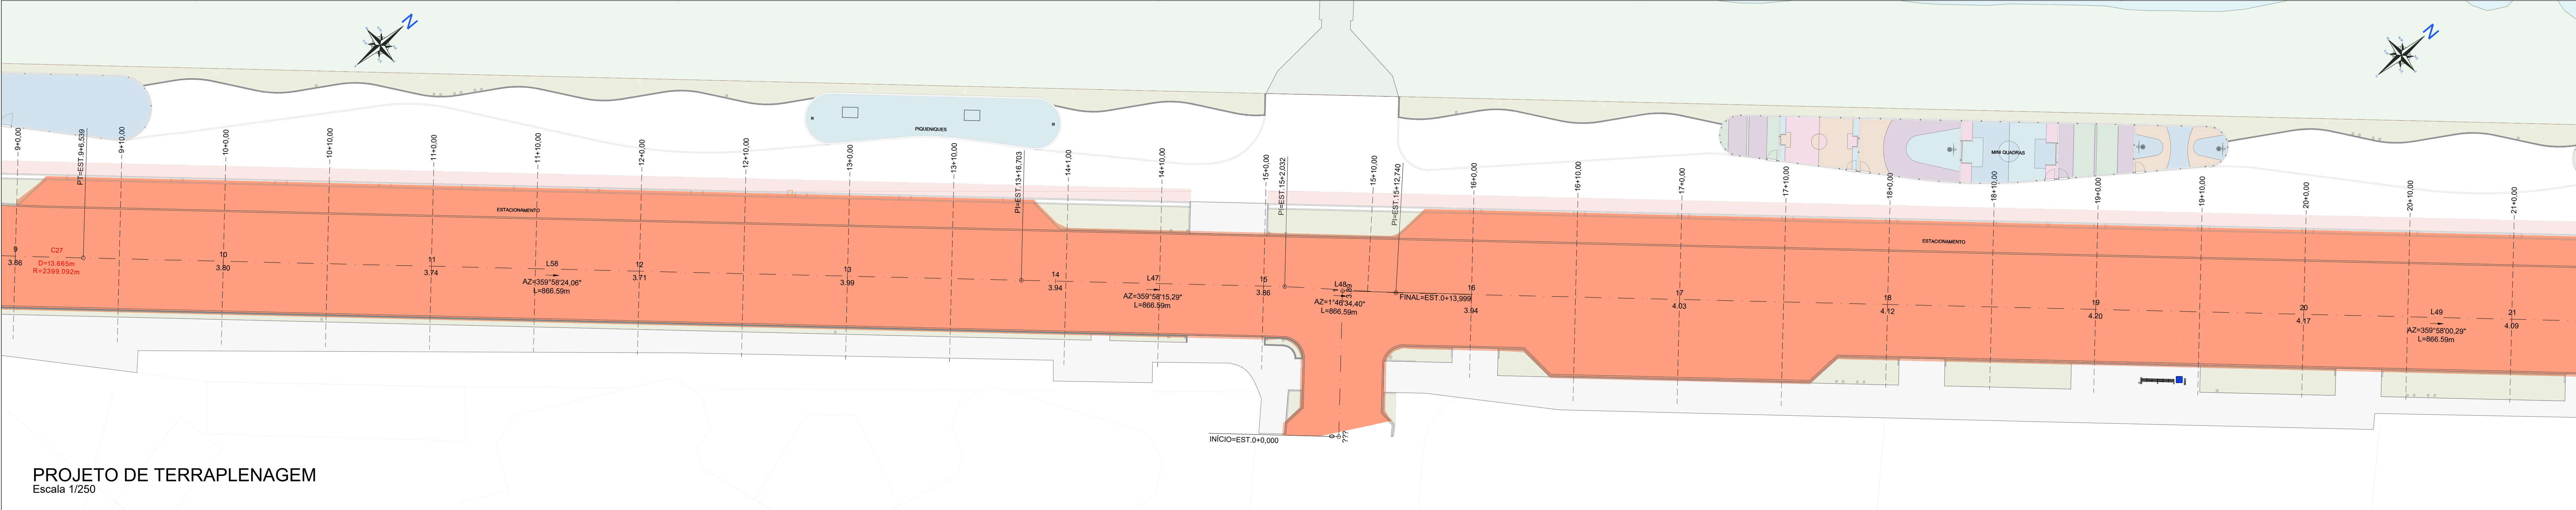 N
N
PIQUENIQUES
MINI QUADRAS
9+0,00
PT=EST.9+6,539
9+10,00
10+0,00
10+10,00
11+0,00
11+10,00
12+0,00
12+10,00
13+0,00
13+10,00
PI=EST.13+16,703
14+1,00
14+10,00
15+0,00
PI=EST.15+2,032
15+10,00
PI=EST.15+12,740
16+0,00
16+10,00
17+0,00
17+10,00
18+0,00
18+10,00
19+0,00
19+10,00
20+0,00
20+10,00
21+0,00
ESTACIONAMENTO
ESTACIONAMENTO
9
3.86
C27
D=13.665m
R=2399.092m
10
3.80
11
3.74
L58
AZ=359°58'24,06"
L=866.59m
12
3.71
13
3.99
14
3.94
L47
AZ=359°58'15,29"
L=866.59m
15
3.86
L48
3.89
AZ=1°46'34,40"
L=866.59m
FINAL=EST.0+13,999
16
3.94
17
4.03
18
4.12
19
4.20
20
4.17
L49
AZ=359°58'00,29"
L=866.59m
21
4.09
INÍCIO=EST.0+0,000
0
???
PROJETO DE TERRAPLENAGEM
Escala 1/250